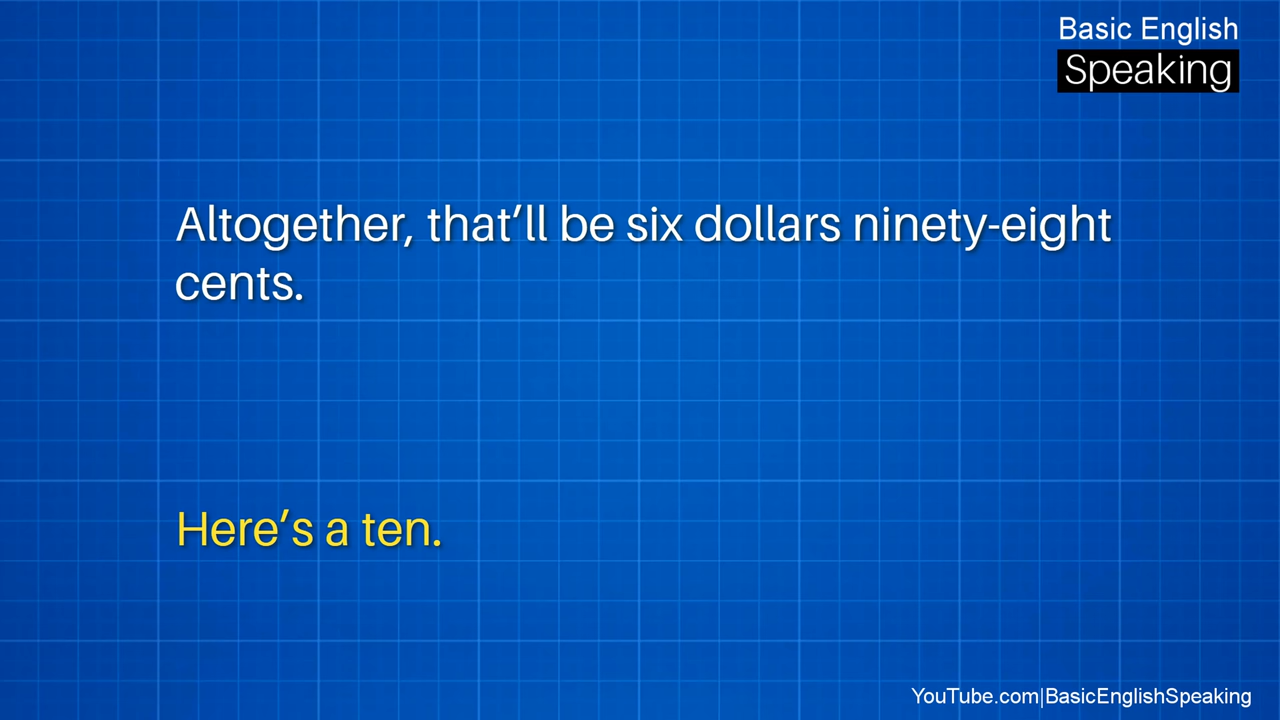 Basic English
Speaking
Altogether, that’ll be six dollars ninety-eight
cents.
Here’s a ten.
YouTube.com|BasicEnglishSpeaking